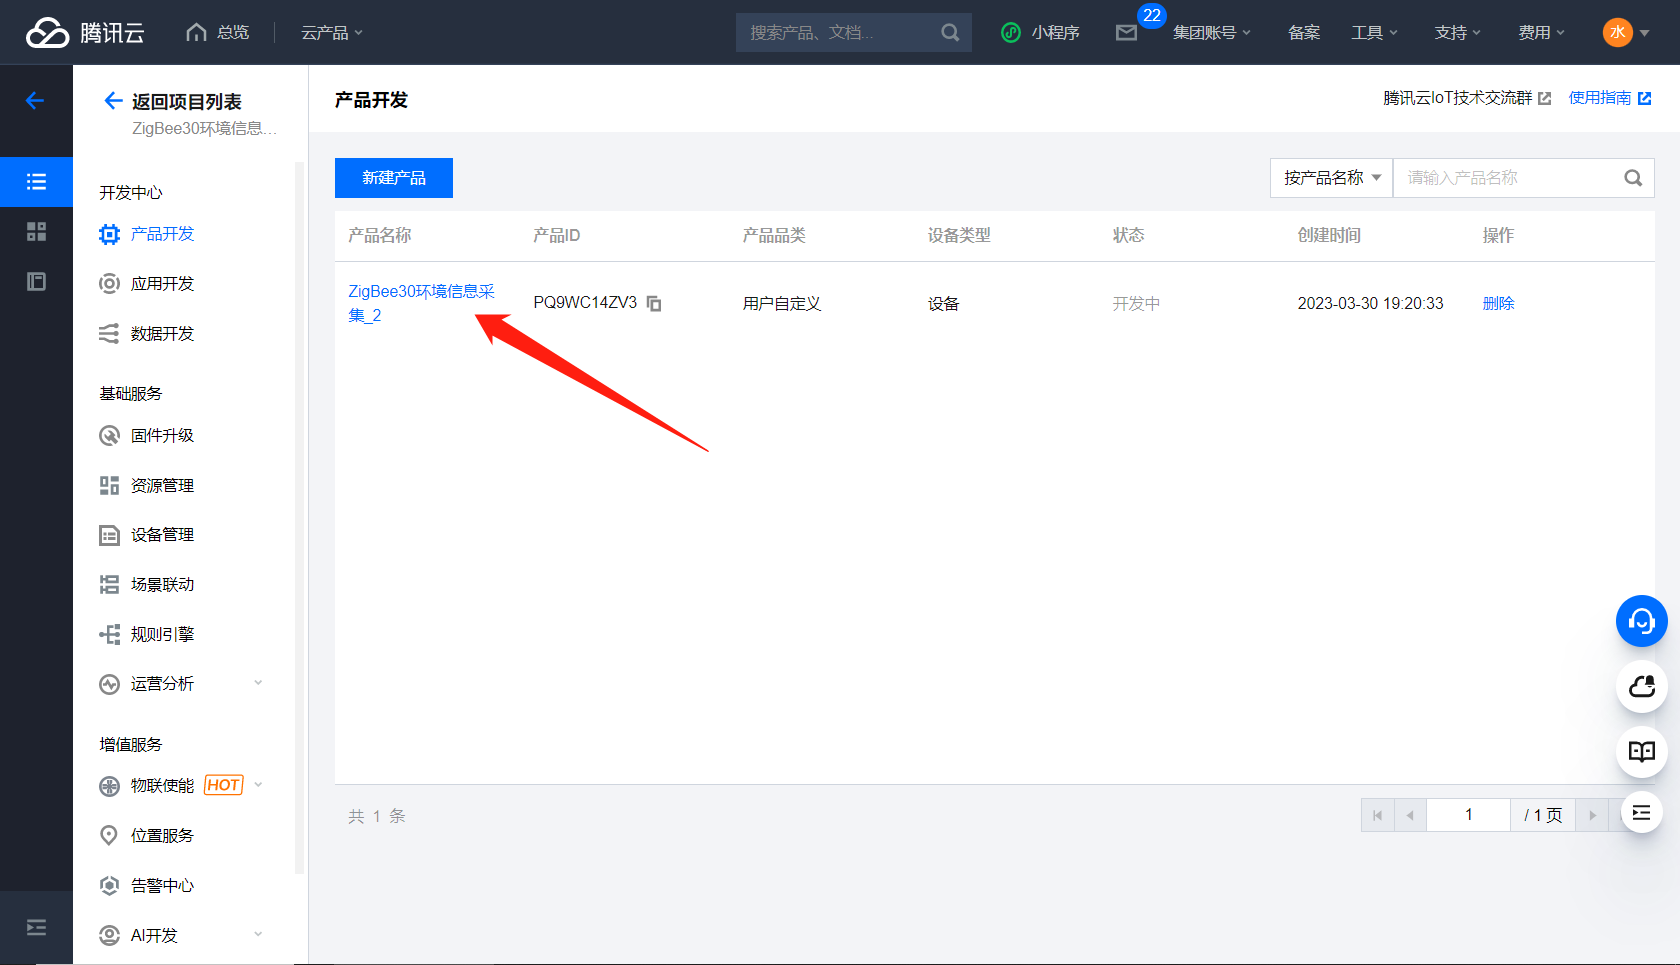 腾讯云
总览
云产品
搜索产品、文档...
小程序
22
集团账号
备案
工具
支持
费用
水
返回项目列表
ZigBee30环境信息...
开发中心
产品开发
应用开发
数据开发
基础服务
固件升级
资源管理
设备管理
场景联动
规则引擎
运营分析
增值服务
物联使能 HOT
位置服务
告警中心
AI开发
产品开发
腾讯云IoT技术交流群
使用指南
新建产品
按产品名称
请输入产品名称
产品名称 产品ID 产品品类 设备类型 状态 创建时间 操作
ZigBee30环境信息采
集_2
PQ9WC14ZV3 用户自定义 设备 开发中 2023-03-30 19:20:33 删除
共 1 条
1 / 1 页